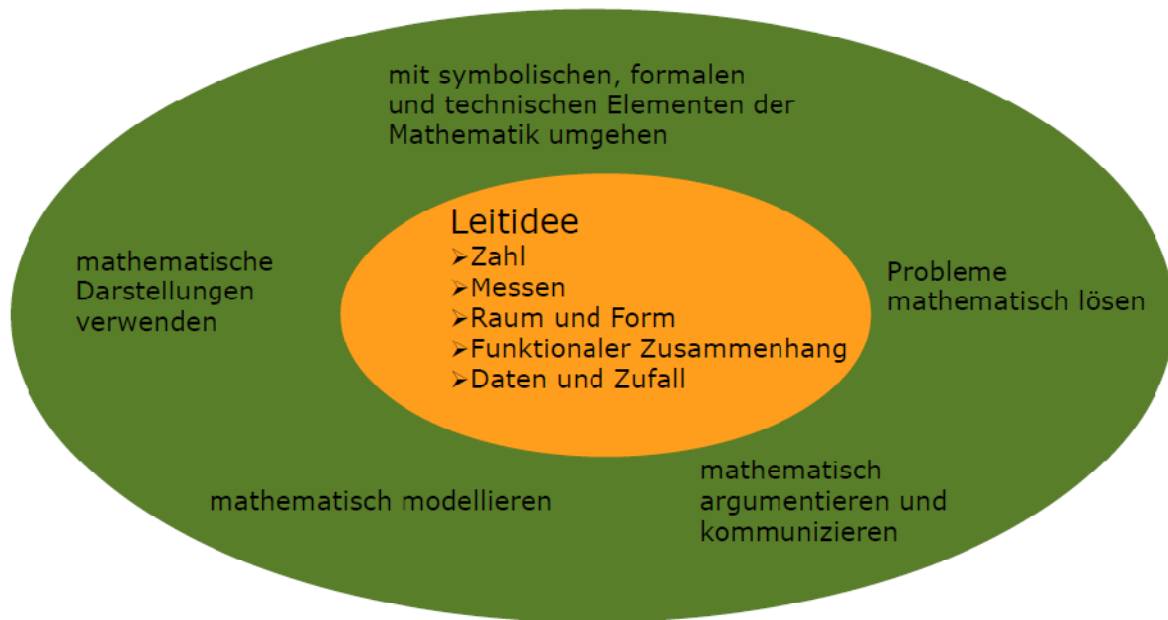 mit symbolischen, formalen
und technischen Elementen der
Mathematik umgehen
mathematische
Darstellungen
verwenden
Leitidee
➢Zahl
➢Messen
➢Raum und Form
➢Funktionaler Zusammenhang
➢Daten und Zufall
Probleme
mathematisch lösen
mathematisch modellieren
mathematisch
argumentieren und
kommunizieren